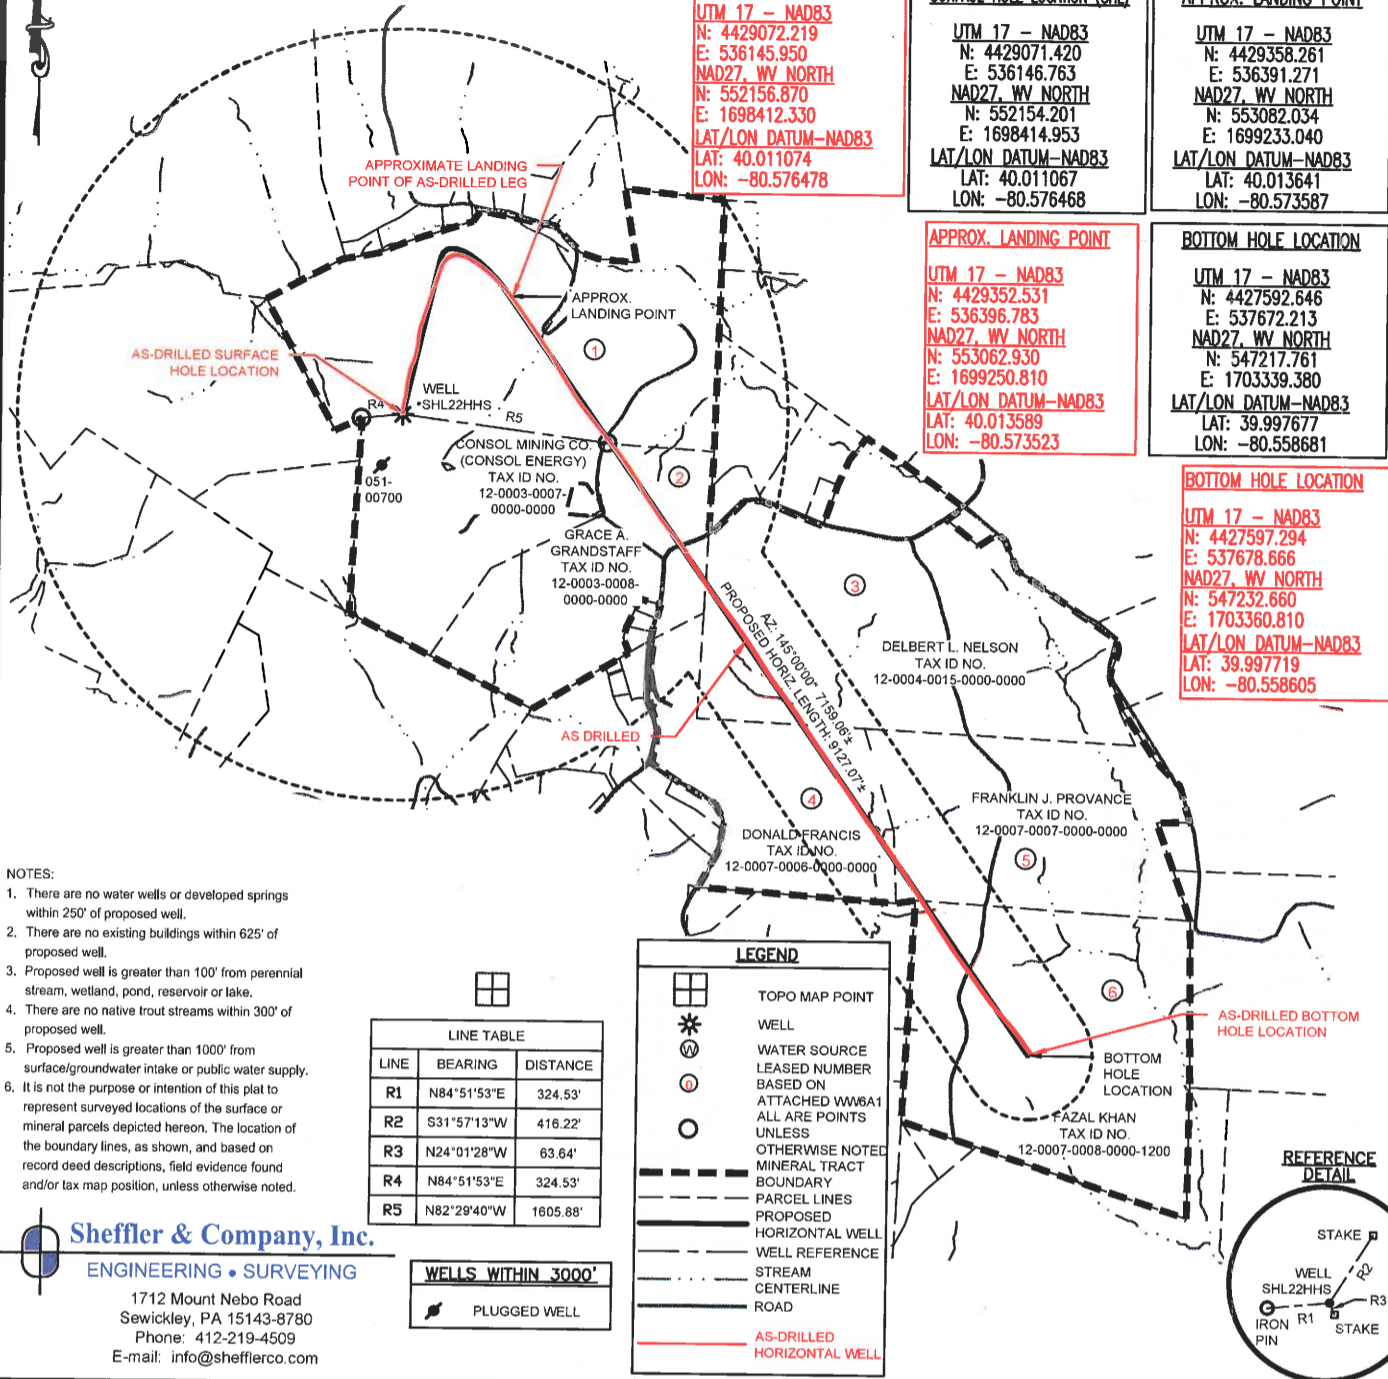 UTM 17 - NAD83
N: 4429072.219
E: 536145.950
NAD27, WV NORTH
N: 552156.870
E: 1698412.330
LAT/LON DATUM-NAD83
LAT: 40.011074
LON: -80.576478
SURFACE HOLE LOCATION (SHL)
UTM 17 - NAD83
N: 4429071.420
E: 536146.763
NAD27, WV NORTH
N: 552154.201
E: 1698414.953
LAT/LON DATUM-NAD83
LAT: 40.011067
LON: -80.576468
APPROX. LANDING POINT
UTM 17 - NAD83
N: 4429358.261
E: 536391.271
NAD27, WV NORTH
N: 553082.034
E: 1699233.040
LAT/LON DATUM-NAD83
LAT: 40.013641
LON: -80.573587
APPROX. LANDING POINT
UTM 17 - NAD83
N: 4429352.531
E: 536396.783
NAD27, WV NORTH
N: 553062.930
E: 1699250.810
LAT/LON DATUM-NAD83
LAT: 40.013589
LON: -80.573523
BOTTOM HOLE LOCATION
UTM 17 - NAD83
N: 4427592.646
E: 537672.213
NAD27, WV NORTH
N: 547217.761
E: 1703339.380
LAT/LON DATUM-NAD83
LAT: 39.997677
LON: -80.558681
BOTTOM HOLE LOCATION
UTM 17 - NAD83
N: 4427597.294
E: 537678.666
NAD27, WV NORTH
N: 547232.660
E: 1703360.810
LAT/LON DATUM-NAD83
LAT: 39.997719
LON: -80.558605
APPROXIMATE LANDING
POINT OF AS-DRILLED LEG
APPROX.
LANDING POINT
1
AS-DRILLED SURFACE
HOLE LOCATION
WELL
SHL22HHS
R4
R5
051-
00700
CONSOL MINING CO.
(CONSOL ENERGY)
TAX ID NO.
12-0003-0007-
0000-0000
2
GRACE A.
GRANDSTAFF
TAX ID NO.
12-0003-0008-
0000-0000
3
AZ: 145°00'00" 7159.06'±
PROPOSED HORIZ. LENGTH: 9127.07'±
DELBERT L. NELSON
TAX ID NO.
12-0004-0015-0000-0000
AS DRILLED
4
FRANKLIN J. PROVANCE
TAX ID NO.
12-0007-0007-0000-0000
5
DONALD FRANCIS
TAX ID NO.
12-0007-0006-0000-0000
6
AS-DRILLED BOTTOM
HOLE LOCATION
BOTTOM
HOLE
LOCATION
FAZAL KHAN
TAX ID NO.
12-0007-0008-0000-1200
NOTES:
1. There are no water wells or developed springs
within 250' of proposed well.
2. There are no existing buildings within 625' of
proposed well.
3. Proposed well is greater than 100' from perennial
stream, wetland, pond, reservoir or lake.
4. There are no native trout streams within 300' of
proposed well.
5. Proposed well is greater than 1000' from
surface/groundwater intake or public water supply.
6. It is not the purpose or intention of this plat to
represent surveyed locations of the surface or
mineral parcels depicted hereon. The location of
the boundary lines, as shown, and based on
record deed descriptions, field evidence found
and/or tax map position, unless otherwise noted.
LINE TABLE
LINE BEARING DISTANCE
R1 N84°51'53"E 324.53'
R2 S31°57'13"W 416.22'
R3 N24°01'28"W 63.64'
R4 N84°51'53"E 324.53'
R5 N82°29'40"W 1605.88'
WELLS WITHIN 3000'
PLUGGED WELL
LEGEND
TOPO MAP POINT
WELL
W WATER SOURCE
0 LEASED NUMBER
BASED ON
ATTACHED WW6A1
ALL ARE POINTS
UNLESS
OTHERWISE NOTED
MINERAL TRACT
BOUNDARY
PARCEL LINES
PROPOSED
HORIZONTAL WELL
WELL REFERENCE
STREAM
CENTERLINE
ROAD
AS-DRILLED
HORIZONTAL WELL
Sheffler & Company, Inc.
ENGINEERING • SURVEYING
1712 Mount Nebo Road
Sewickley, PA 15143-8780
Phone: 412-219-4509
E-mail: info@shefflerco.com
REFERENCE
DETAIL
STAKE
R2
WELL
SHL22HHS
R3
R1
IRON
PIN
STAKE